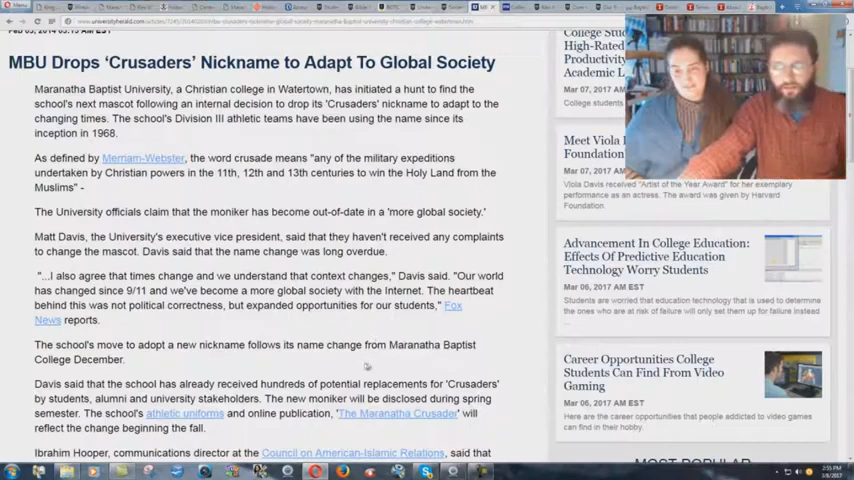 Menu
www.universityherald.com
MBU Drops ‘Crusaders’ Nickname to Adapt To Global Society
Maranatha Baptist University, a Christian college in Watertown, has initiated a hunt to find the
school's next mascot following an internal decision to drop its 'Crusaders' nickname to adapt to the
changing times. The school's Division III athletic teams have been using the name since its
inception in 1968.
As defined by Merriam-Webster, the word crusade means "any of the military expeditions
undertaken by Christian powers in the 11th, 12th and 13th centuries to win the Holy Land from the
Muslims" -
The University officials claim that the moniker has become out-of-date in a 'more global society.'
Matt Davis, the University's executive vice president, said that they haven't received any complaints
to change the mascot. Davis said that the name change was long overdue.
"...I also agree that times change and we understand that context changes," Davis said. "Our world
has changed since 9/11 and we've become a more global society with the Internet. The heartbeat
behind this was not political correctness, but expanded opportunities for our students," Fox
News reports.
The school's move to adopt a new nickname follows its name change from Maranatha Baptist
College December.
Davis said that the school has already received hundreds of potential replacements for 'Crusaders'
by students, alumni and university stakeholders. The new moniker will be disclosed during spring
semester. The school's athletic uniforms and online publication, 'The Maranatha Crusader' will
reflect the change beginning the fall.
Ibrahim Hooper, communications director at the Council on American-Islamic Relations, said that
College Stude
High-Rated
Productivity
Academic L
Mar 07, 2017 AM
College students
Meet Viola
Foundation
Mar 07, 2017 AM
Viola Davis received "Artist of the Year Award" for her exemplary
performance as an actress. The award was given by Harvard
Foundation.
Advancement In College Education:
Effects Of Predictive Education
Technology Worry Students
Mar 06, 2017 AM EST
Students are worried that education technology that is used to determine
the ones who are at risk of failure will only set them up for failure instead
...
Career Opportunities College
Students Can Find From Video
Gaming
Mar 06, 2017 AM EST
Here are the career opportunities that people addicted to video games
can find in their hobby.
MOST POPULAR
2:55 PM
3/8/2017